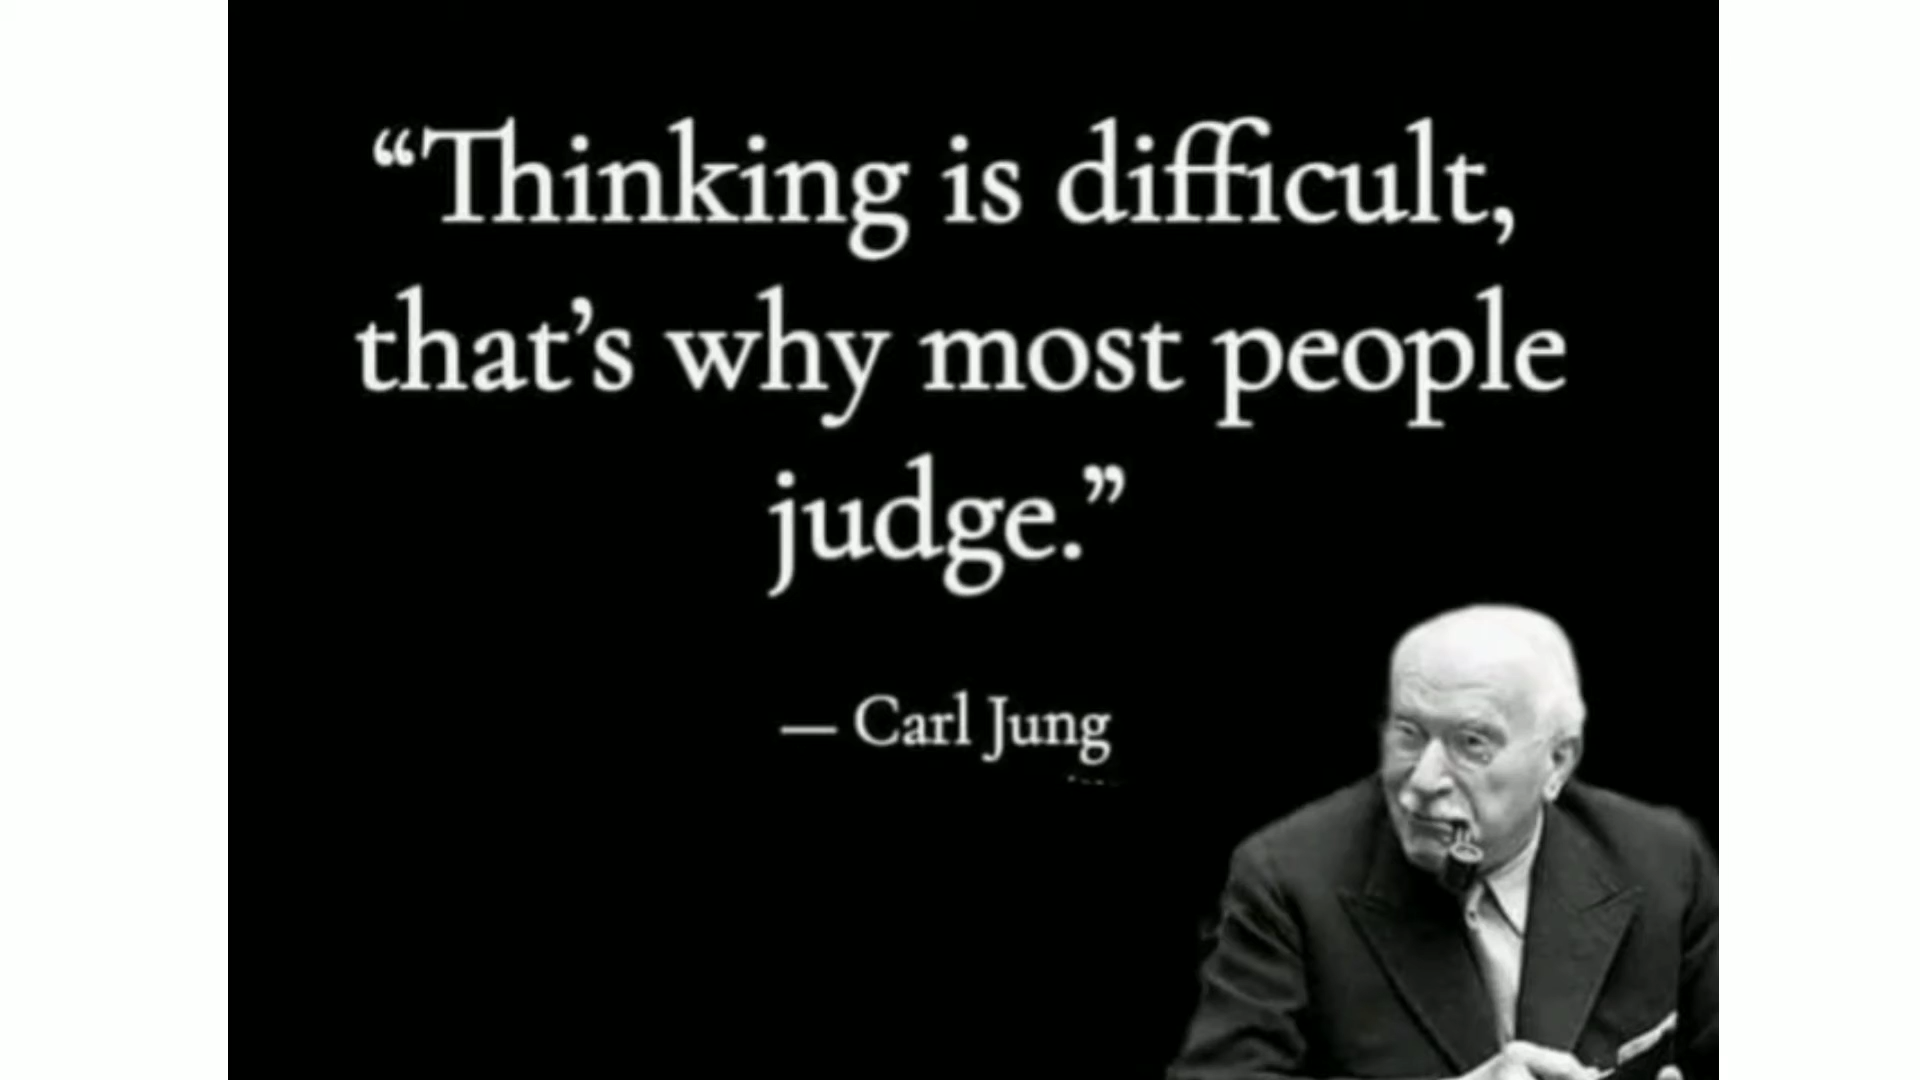 “Thinking is difficult,
that’s why most people
judge.”
— Carl Jung